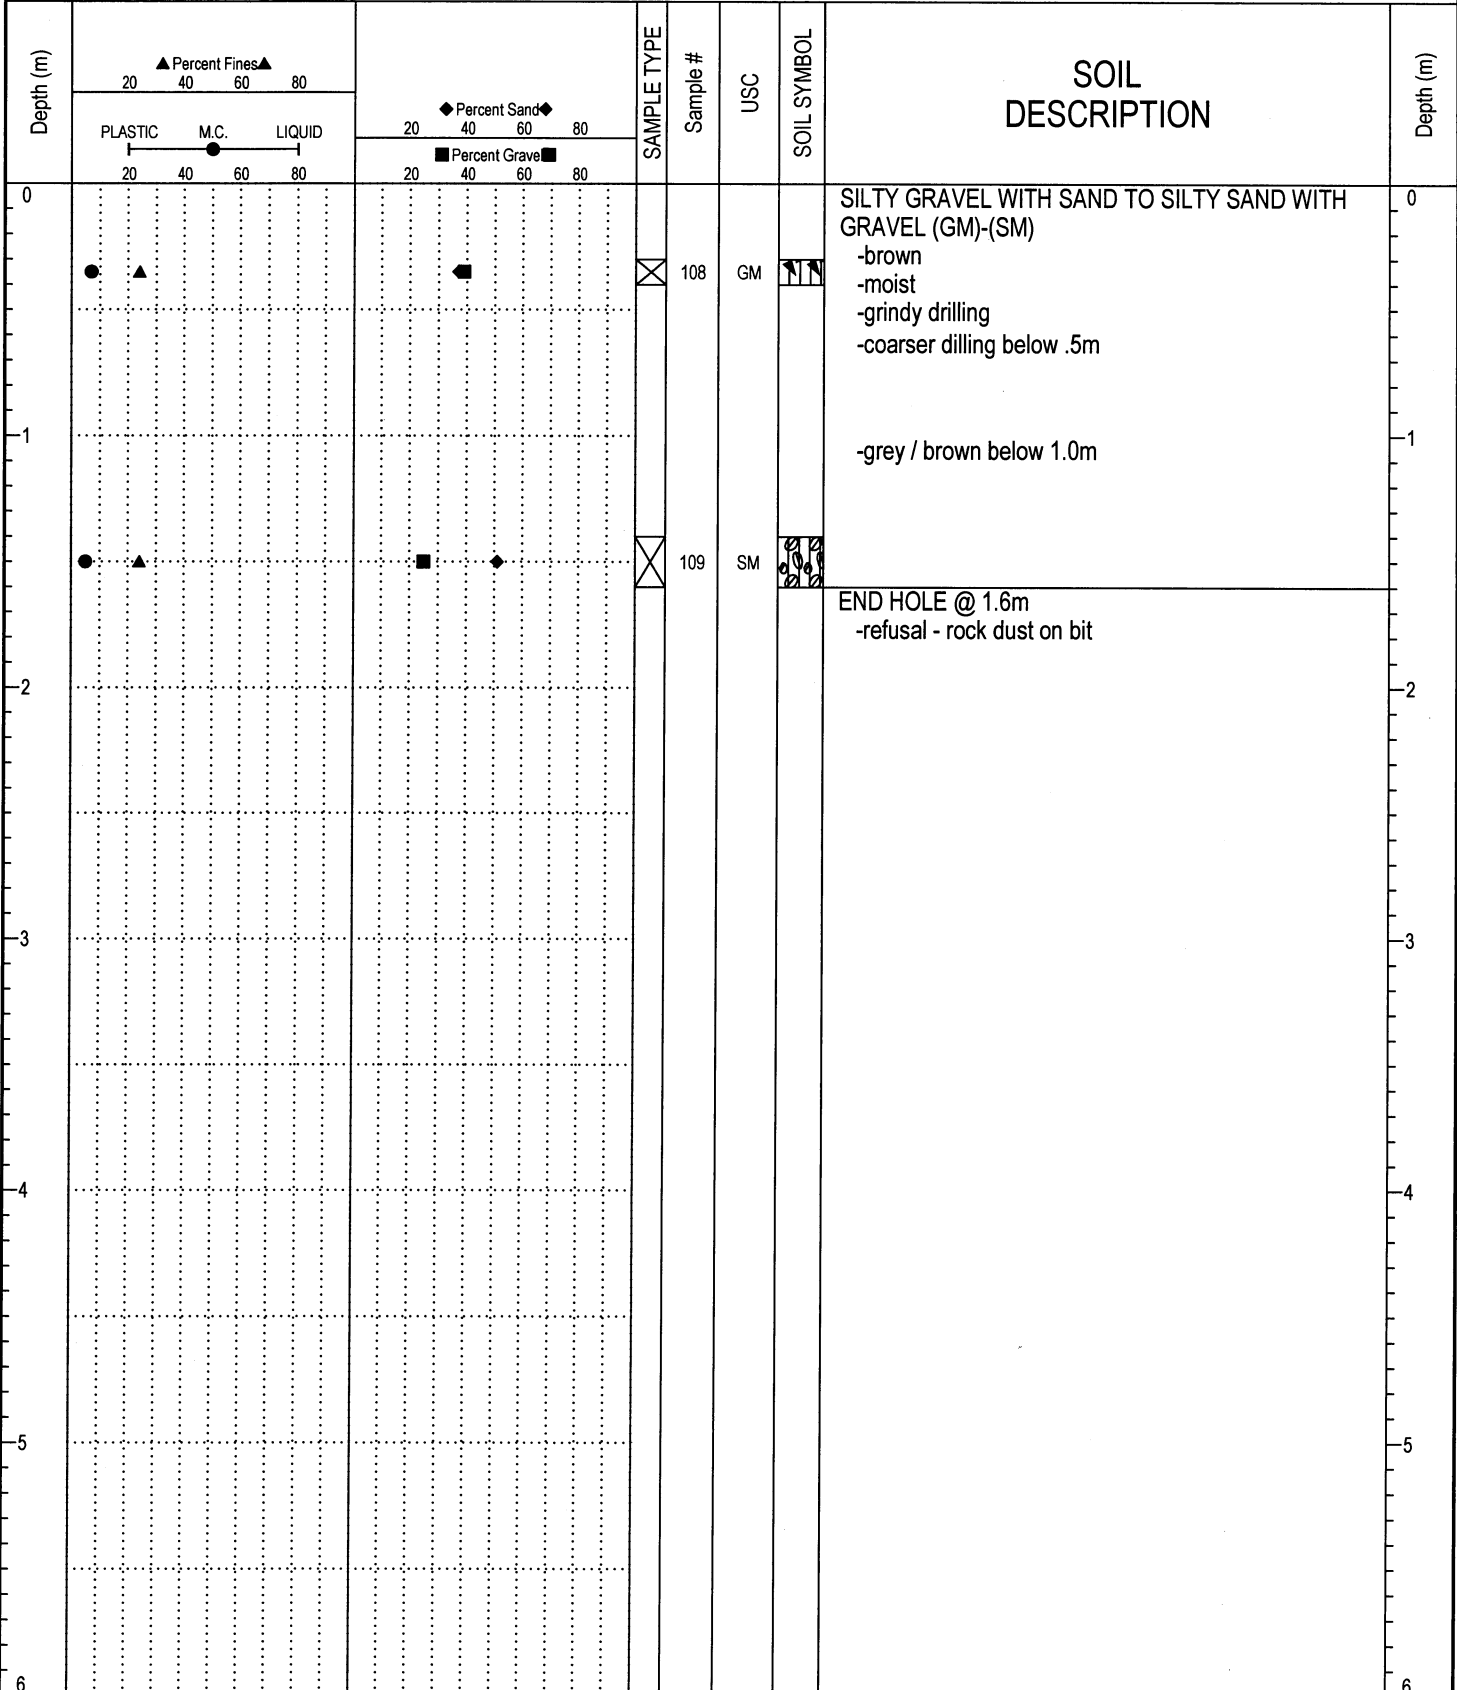 Depth (m)
▲ Percent Fines ▲
20 40 60 80
PLASTIC M.C. LIQUID
20 40 60 80
◆ Percent Sand ◆
20 40 60 80
■ Percent Gravel ■
20 40 60 80
SAMPLE TYPE
Sample #
USC
SOIL SYMBOL
SOIL
DESCRIPTION
Depth (m)
0
SILTY GRAVEL WITH SAND TO SILTY SAND WITH
0
GRAVEL (GM)-(SM)
-brown
108 GM
-moist
-grindy drilling
-coarser dilling below .5m
1
1
-grey / brown below 1.0m
109 SM
END HOLE @ 1.6m
-refusal - rock dust on bit
2
2
3
3
4
4
5
5
6
6